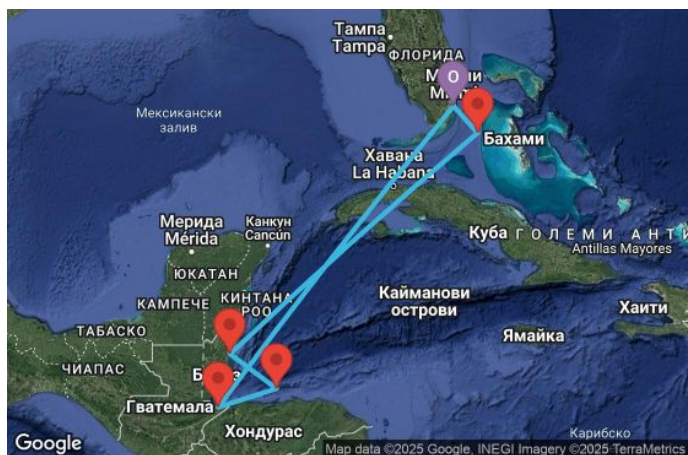 Тампа
Tampa
ФЛОРИДА
O
Мексикански
залив
Бахами
Хавана
La Habana
Мерида
Mérida
Канкун
Cancún
Куба
ГОЛЕМИ АНТИ
Antillas Mayores
ЮКАТАН
КАМПЕЧЕ
КИНТАНА
РОО
Кайманови
острови
Хаити
ТАБАСКО
Ямайка
ЧИАПАС
Гватемала
Хондурас
Карибско
Google
Map data ©2025 Google, INEGI Imagery ©2025 TerraMetrics